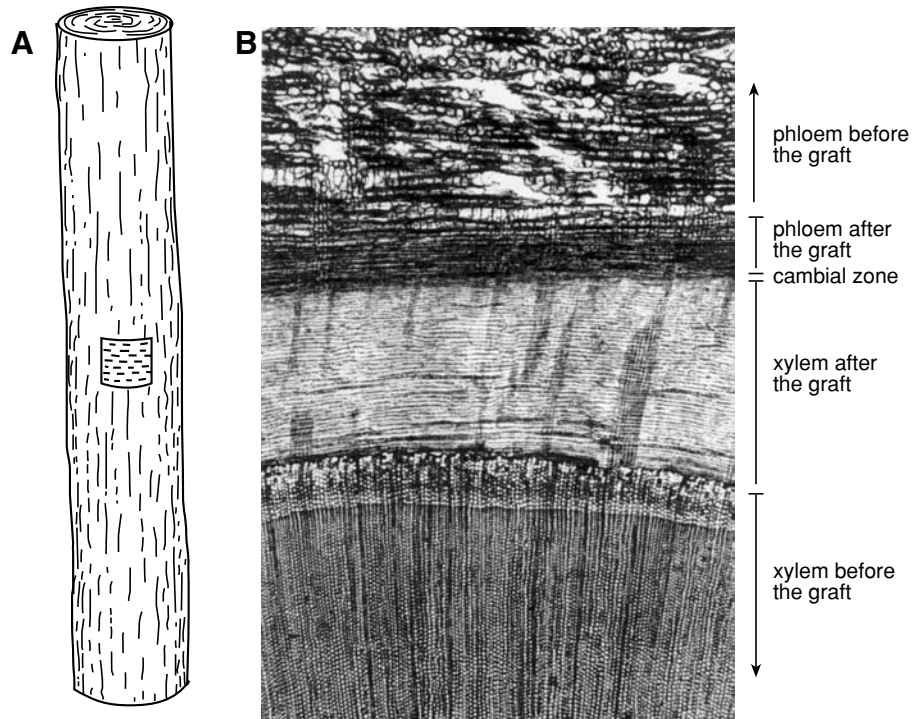 A
B
phloem before
the graft
phloem after
the graft
cambial zone
xylem after
the graft
xylem before
the graft